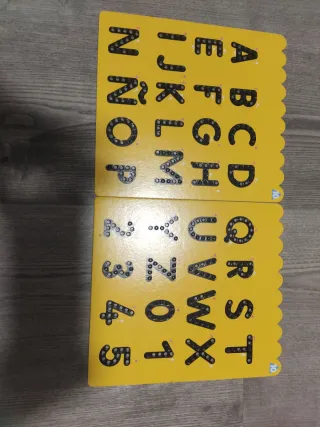 A B C D
E F G H
I J K L M
N Ñ O P
Q R S T
U V W X
Y Z 0 1
2 3 4 5